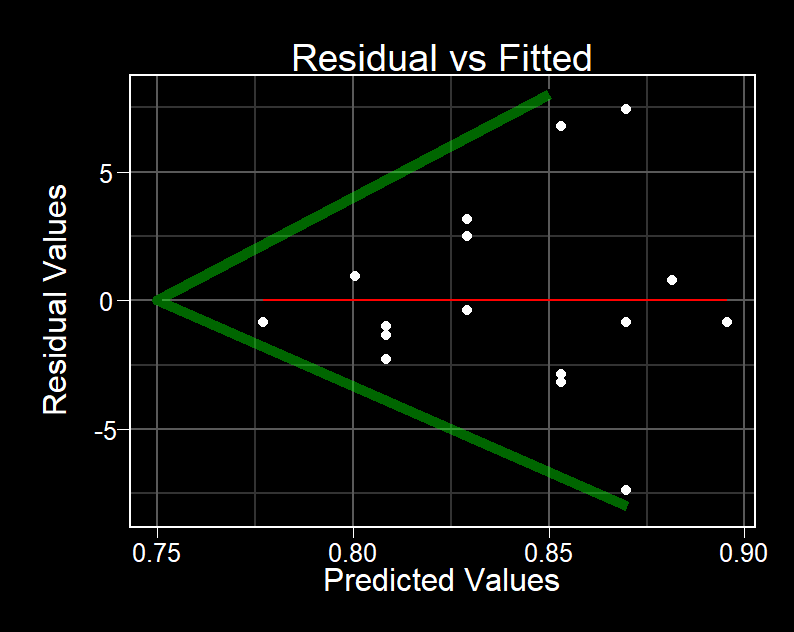 Residual vs Fitted
Residual Values
5
0
-5
0.75 0.80 0.85 0.90
Predicted Values